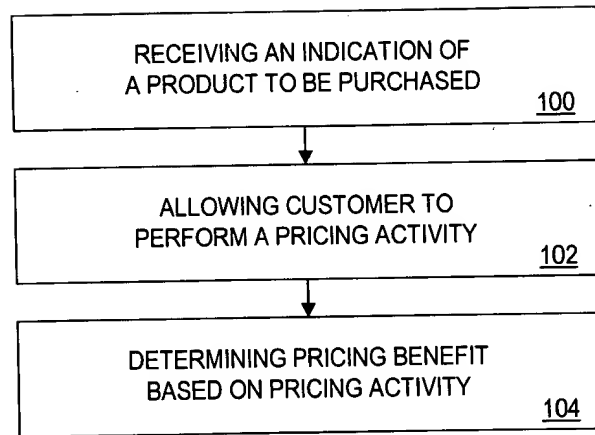 RECEIVING AN INDICATION OF
A PRODUCT TO BE PURCHASED
100
ALLOWING CUSTOMER TO
PERFORM A PRICING ACTIVITY
102
DETERMINING PRICING BENEFIT
BASED ON PRICING ACTIVITY
104